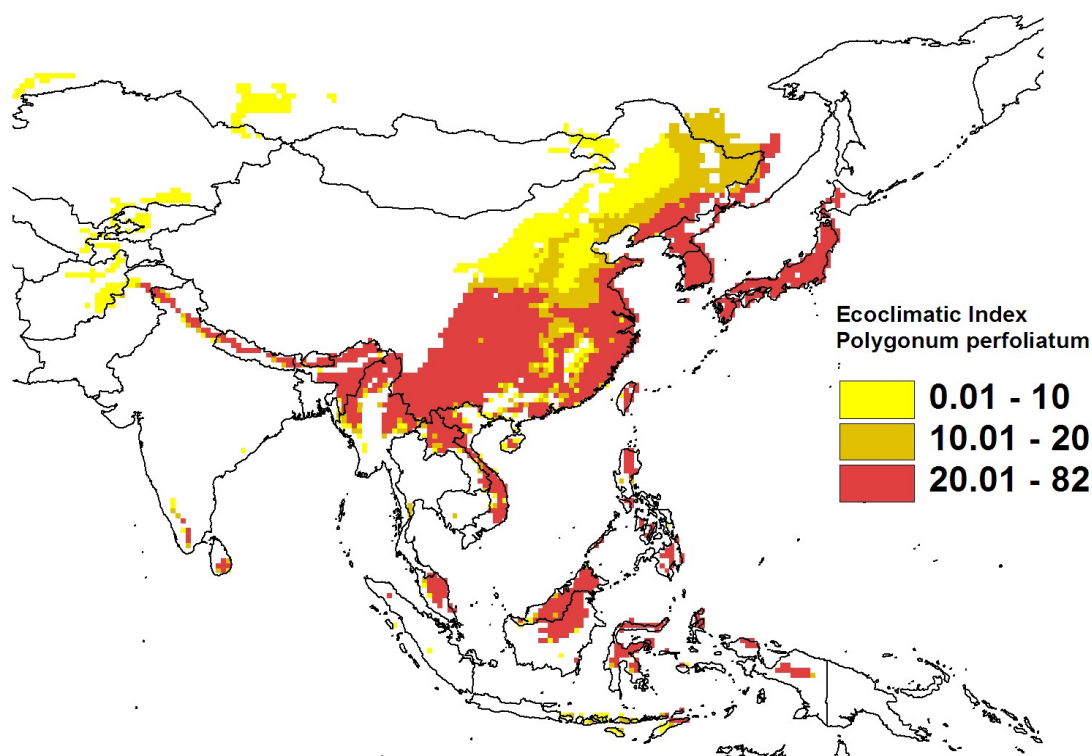 Ecoclimatic Index
Polygonum perfoliatum
0.01 - 10
10.01 - 20
20.01 - 82